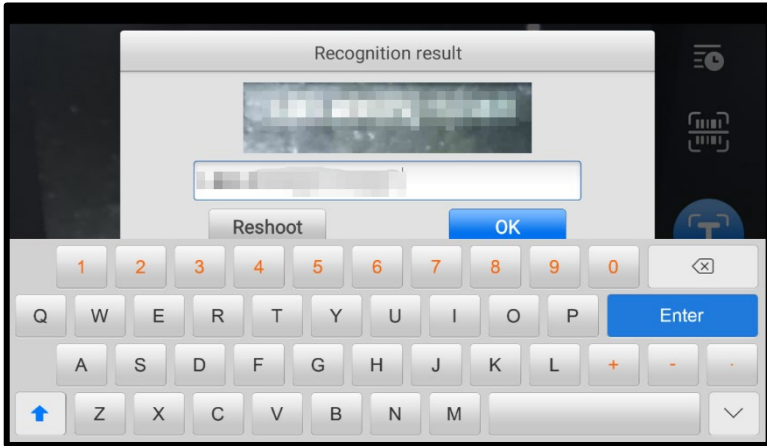 Recognition result
Reshoot OK
1 2 3 4 5 6 7 8 9 0
Q W E R T Y U I O P Enter
A S D F G H J K L + - .
Z X C V B N M